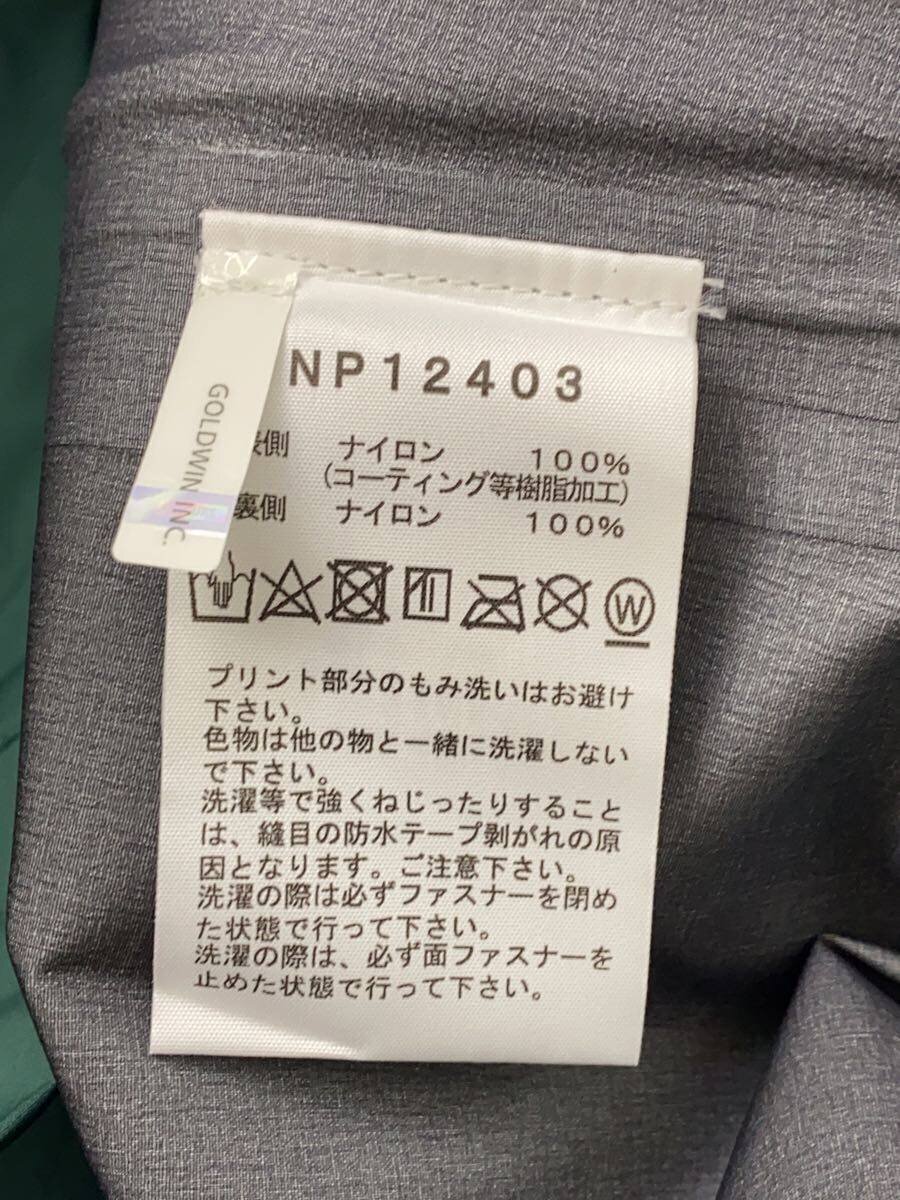 NP12403
GOLDWIN INC.
表側 ナイロン 100%
(コーティング等樹脂加工)
裏側 ナイロン 100%
W
プリント部分のもみ洗いはお避け
下さい。
色物は他の物と一緒に洗濯しない
で下さい。
洗濯等で強くねじったりすること
は、縫目の防水テープ剥がれの原
因となります。ご注意下さい。
洗濯の際は必ずファスナーを閉め
た状態で行って下さい。
洗濯の際は、必ず面ファスナーを
止めた状態で行って下さい。